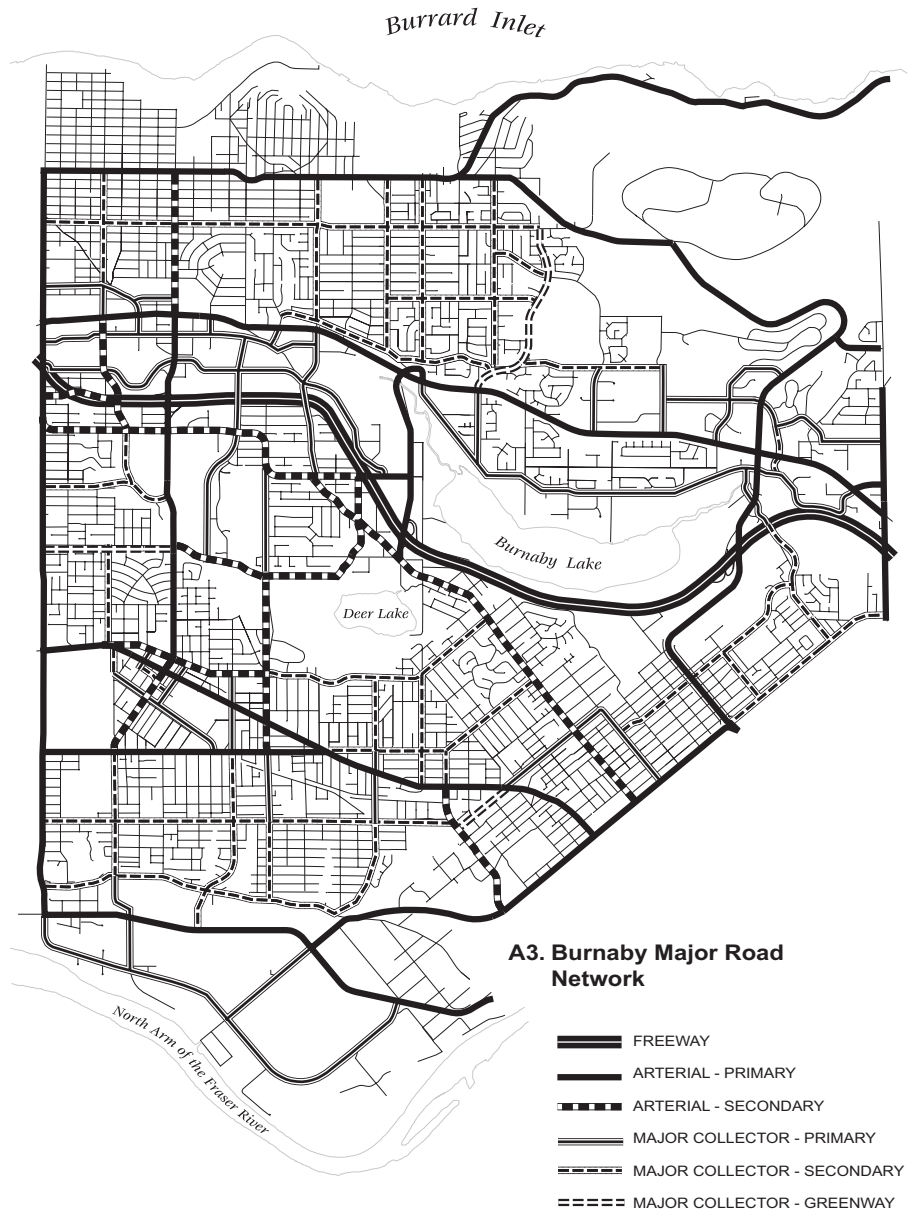 Burrard Inlet
Burnaby Lake
Deer Lake
A3. Burnaby Major Road
Network
North Arm of the Fraser River
FREEWAY
ARTERIAL - PRIMARY
ARTERIAL - SECONDARY
MAJOR COLLECTOR - PRIMARY
MAJOR COLLECTOR - SECONDARY
MAJOR COLLECTOR - GREENWAY